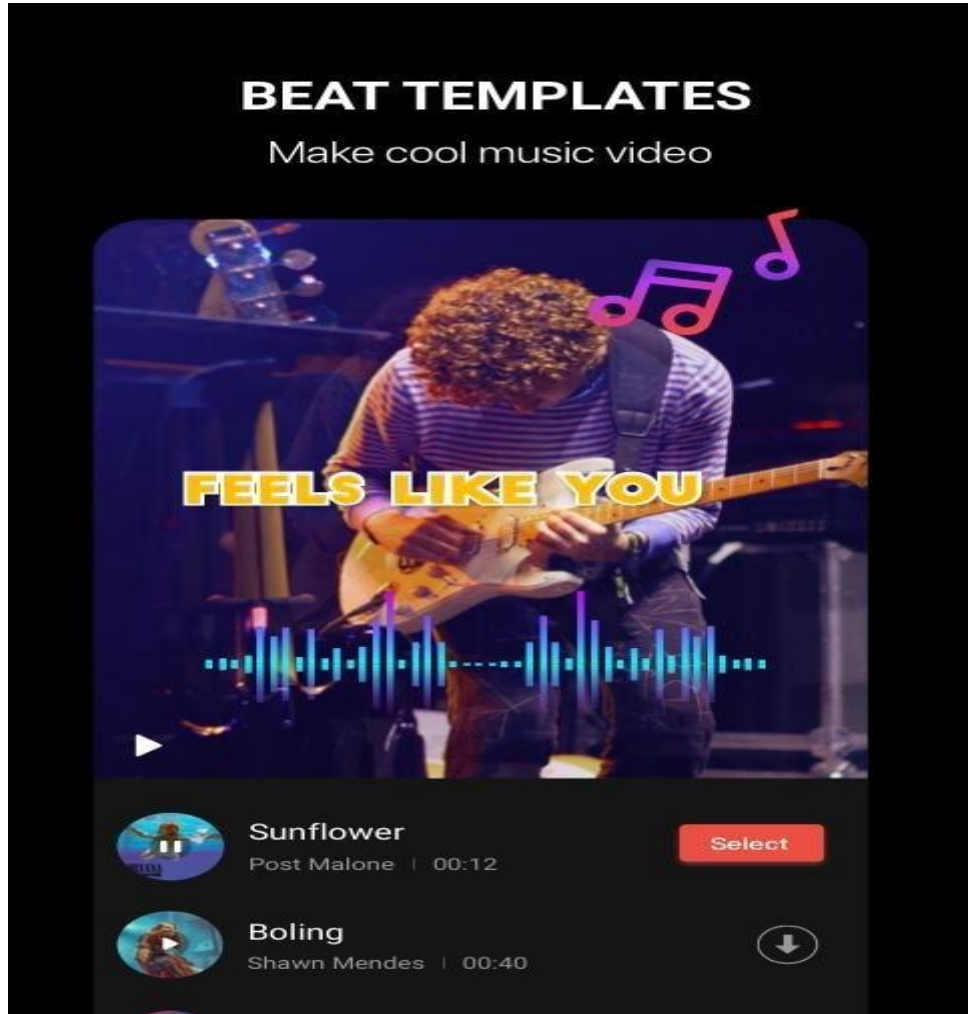 BEAT TEMPLATES
Make cool music video
FEELS LIKE YOU
Sunflower
Post Malone | 00:12
Select
Boling
Shawn Mendes | 00:40